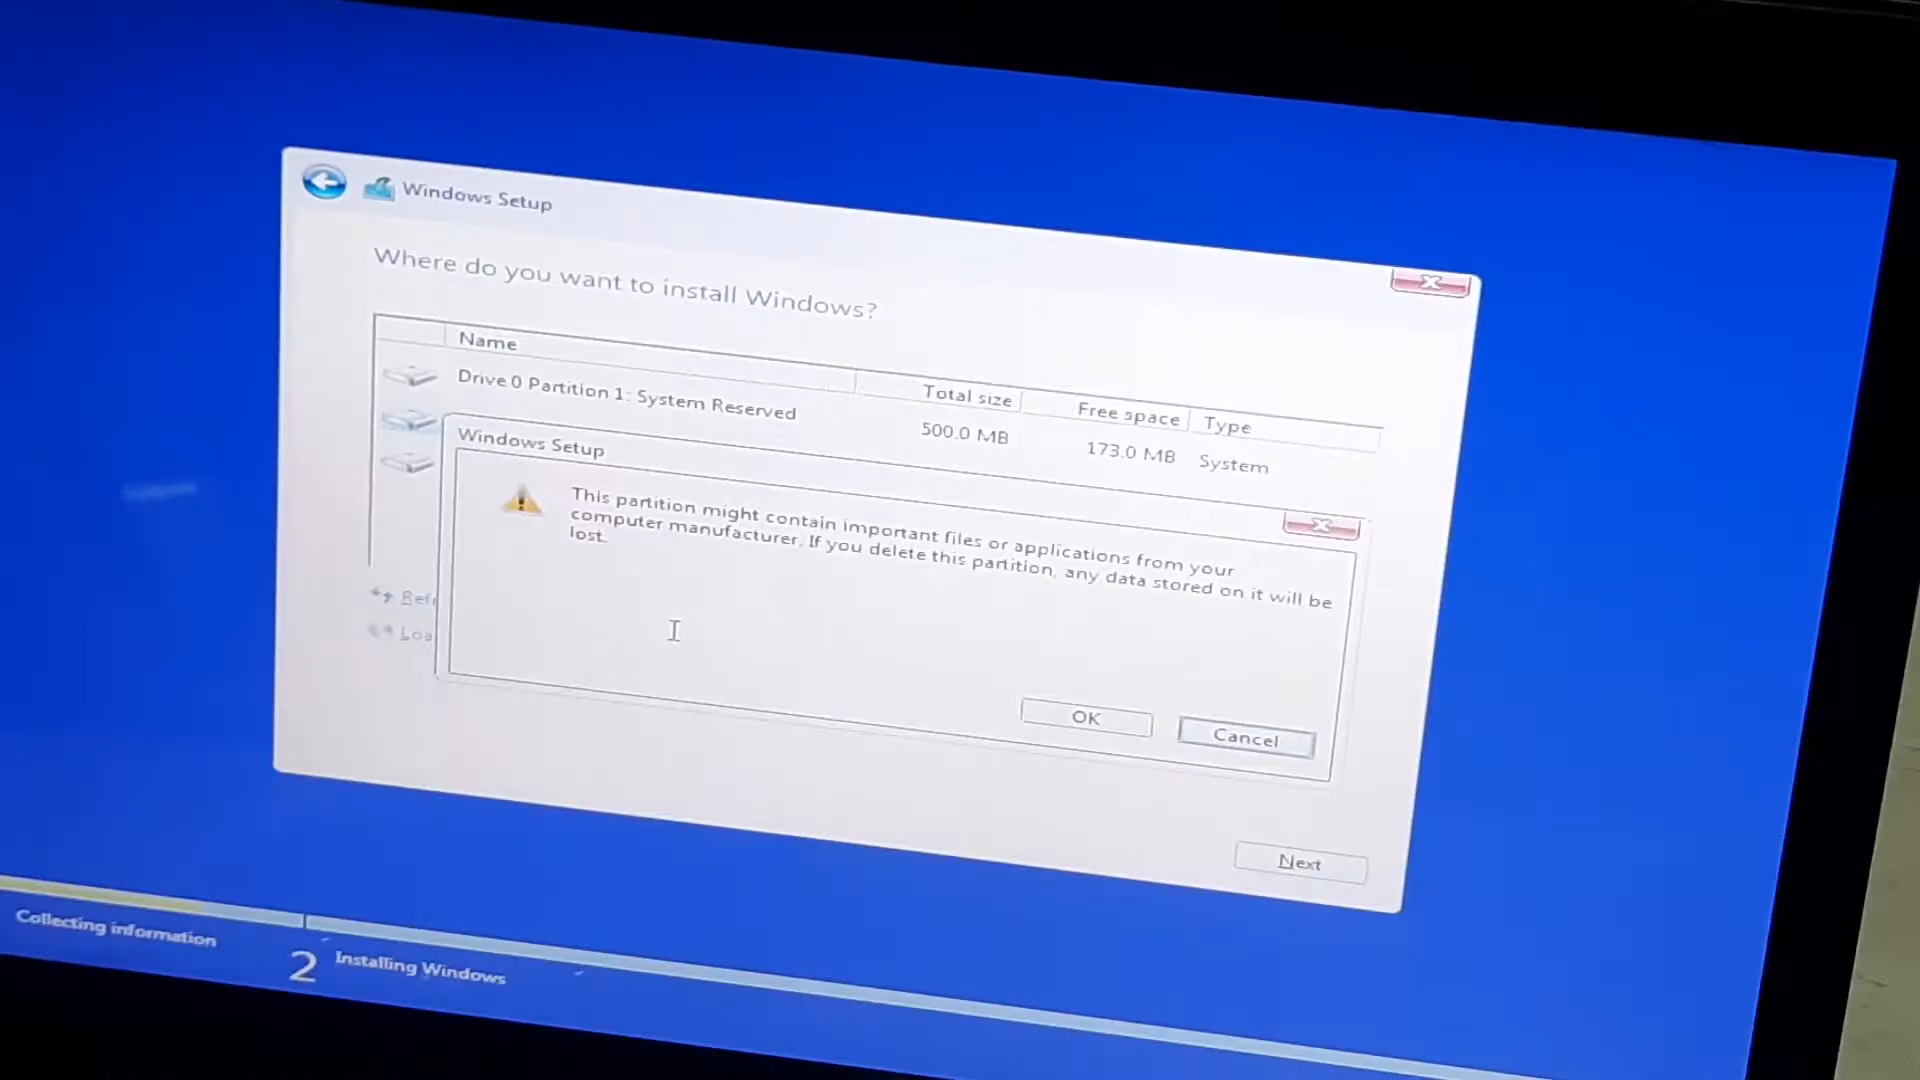 Windows Setup
Where do you want to install Windows?
Name Total size Free space Type
Drive 0 Partition 1: System Reserved 500.0 MB 173.0 MB System
Windows Setup
This partition might contain important files or applications from your
computer manufacturer. If you delete this partition, any data stored on it will be
lost.
OK Cancel
Next
Collecting information
2 Installing Windows